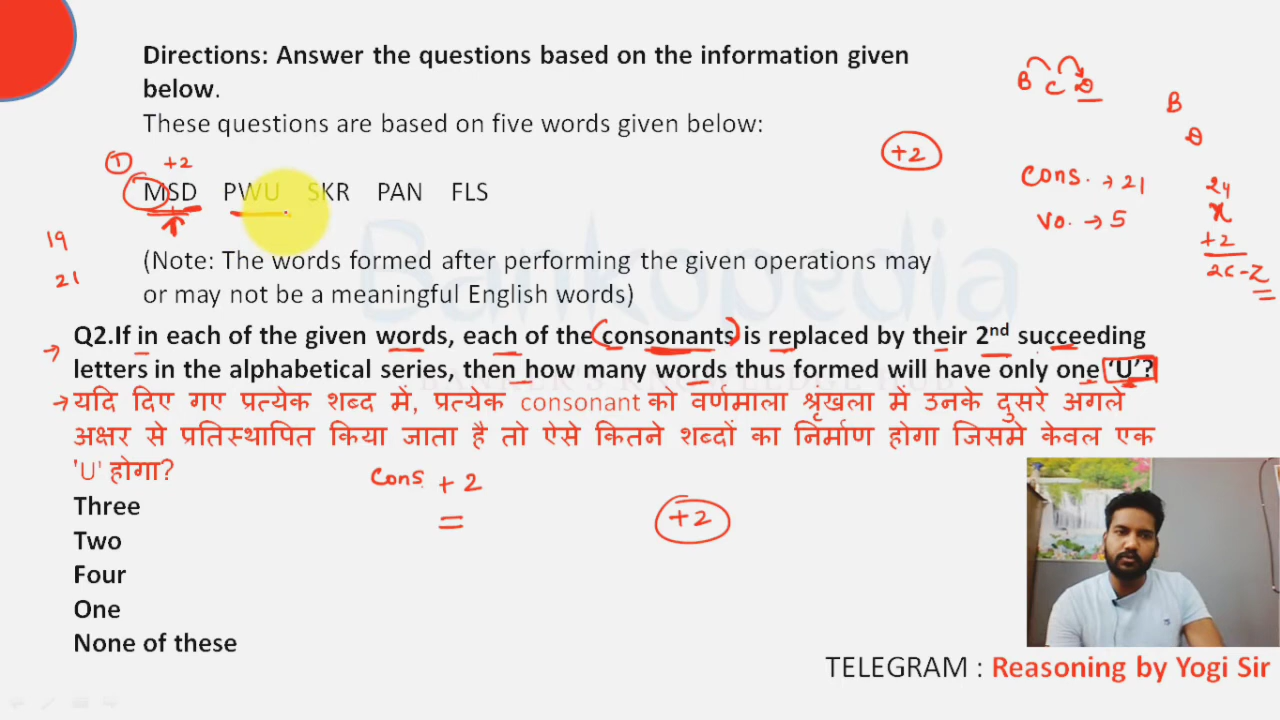 Directions: Answer the questions based on the information given
below.
These questions are based on five words given below:
B C D
B
D
+2
Cons. → 21
Vo. → 5
24
x
+2
26-Z
1 +2
MSD PWU SKR PAN FLS
19
21
(Note: The words formed after performing the given operations may
or may not be a meaningful English words)
Bankopedia
Q2.If in each of the given words, each of the consonants is replaced by their 2nd succeeding
letters in the alphabetical series, then how many words thus formed will have only one 'U'?
यदि दिए गए प्रत्येक शब्द में, प्रत्येक consonant को वर्णमाला श्रृंखला में उनके दुसरे अगले
अक्षर से प्रतिस्थापित किया जाता है तो ऐसे कितने शब्दों का निर्माण होगा जिसमे केवल एक
'U' होगा?
Cons. + 2
=
+2
Three
Two
Four
One
None of these
TELEGRAM : Reasoning by Yogi Sir